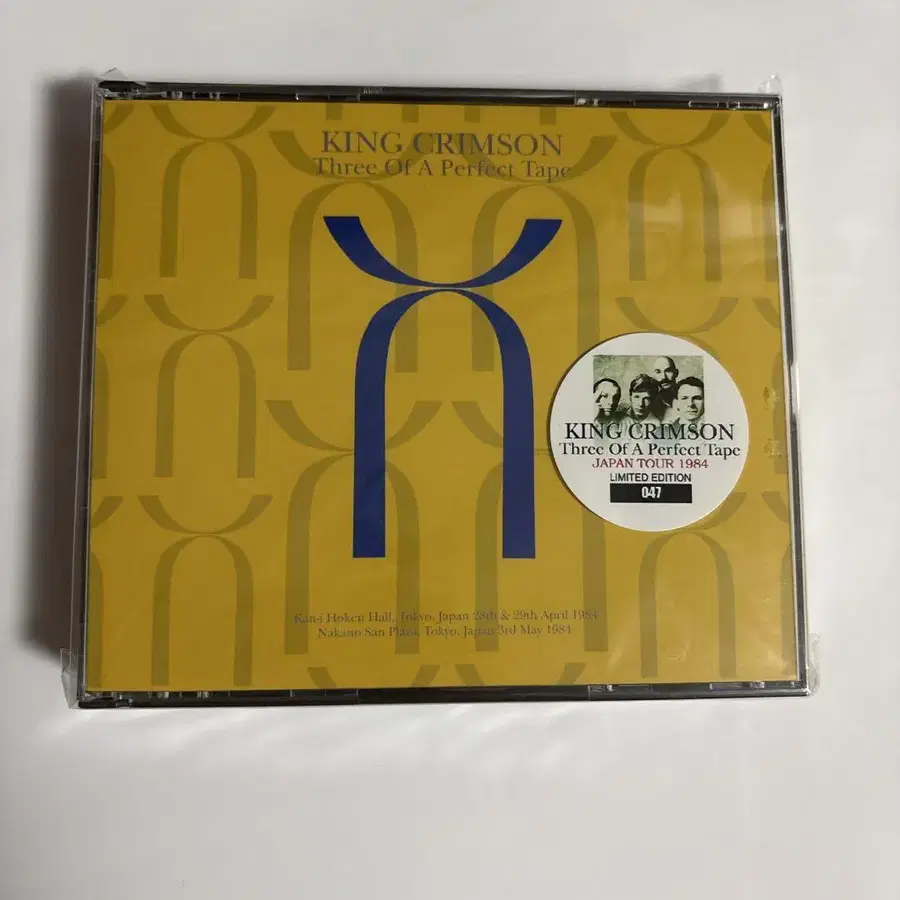 KING CRIMSON
Three Of A Perfect Tape
KING CRIMSON
Three Of A Perfect Tape
JAPAN TOUR 1984
LIMITED EDITION
047
Kan-i Hoken Hall, Tokyo, Japan 28th & 29th April 1984
Nakano San Plaza, Tokyo, Japan 3rd May 1984